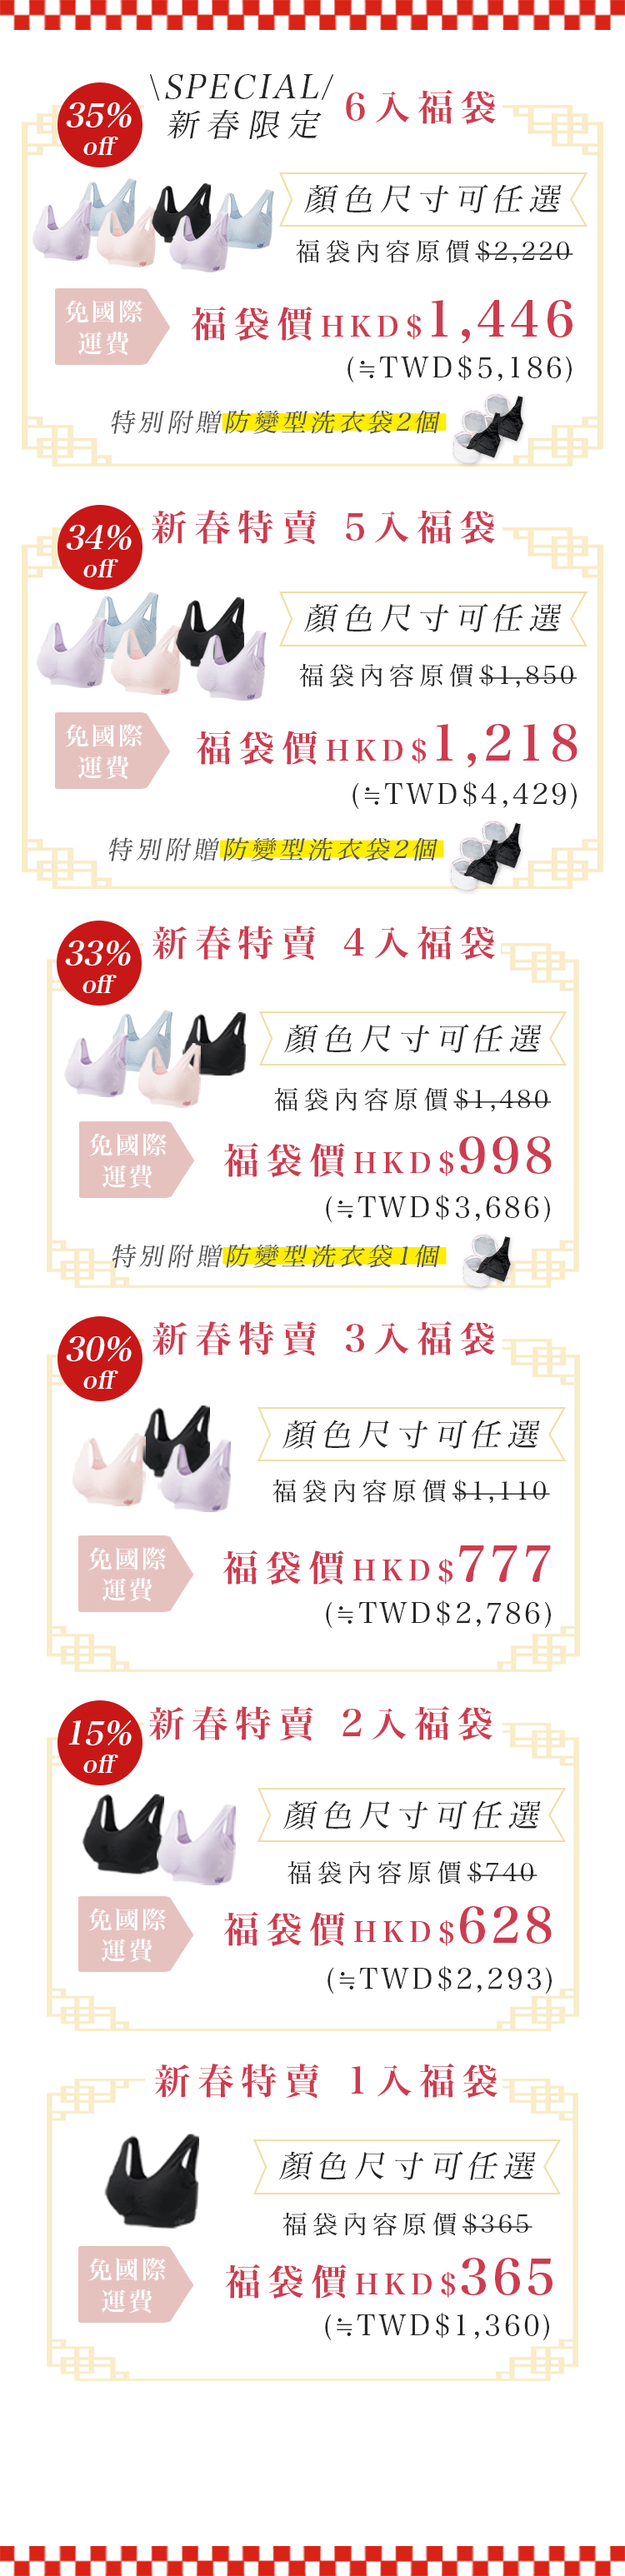 35%
off
\SPECIAL/
新春限定
6入福袋
顏色尺寸可任選
福袋內容原價$2,220
免國際
運費
福袋價HKD$1,446
(≒TWD$5,186)
特別附贈防變型洗衣袋2個
34%
off
新春特賣 5入福袋
顏色尺寸可任選
福袋內容原價$1,850
免國際
運費
福袋價HKD$1,218
(≒TWD$4,429)
特別附贈防變型洗衣袋2個
33%
off
新春特賣 4入福袋
顏色尺寸可任選
福袋內容原價$1,480
免國際
運費
福袋價HKD$998
(≒TWD$3,686)
特別附贈防變型洗衣袋1個
30%
off
新春特賣 3入福袋
顏色尺寸可任選
福袋內容原價$1,110
免國際
運費
福袋價HKD$777
(≒TWD$2,786)
15%
off
新春特賣 2入福袋
顏色尺寸可任選
福袋內容原價$740
免國際
運費
福袋價HKD$628
(≒TWD$2,293)
新春特賣 1入福袋
顏色尺寸可任選
福袋內容原價$365
免國際
運費
福袋價HKD$365
(≒TWD$1,360)